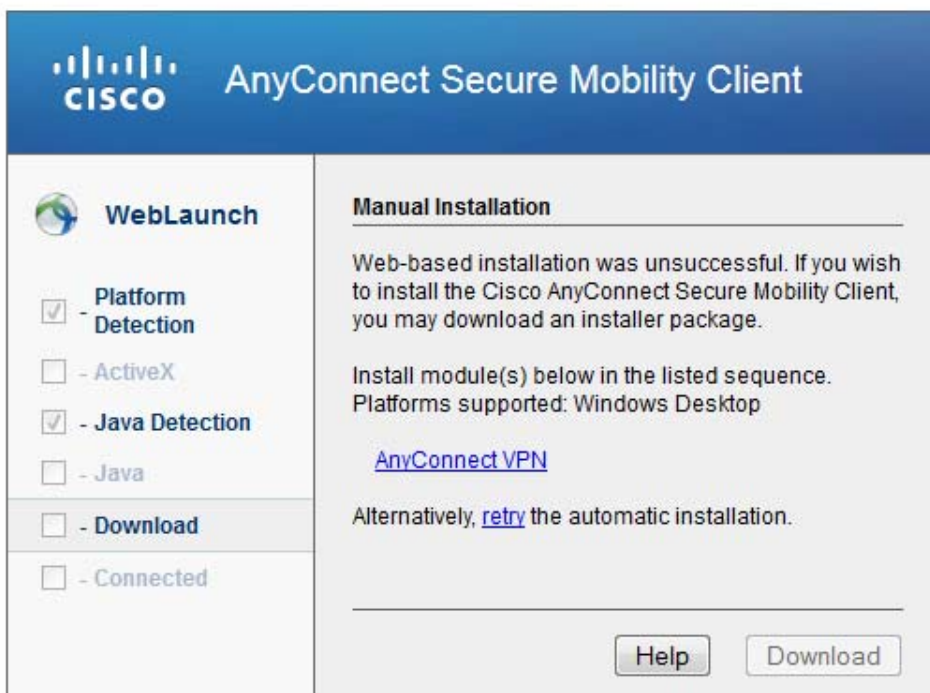 CISCO
AnyConnect Secure Mobility Client
WebLaunch
- Platform
Detection
- ActiveX
- Java Detection
- Java
- Download
- Connected
Manual Installation
Web-based installation was unsuccessful. If you wish
to install the Cisco AnyConnect Secure Mobility Client,
you may download an installer package.
Install module(s) below in the listed sequence.
Platforms supported: Windows Desktop
AnyConnect VPN
Alternatively, retry the automatic installation.
Help
Download